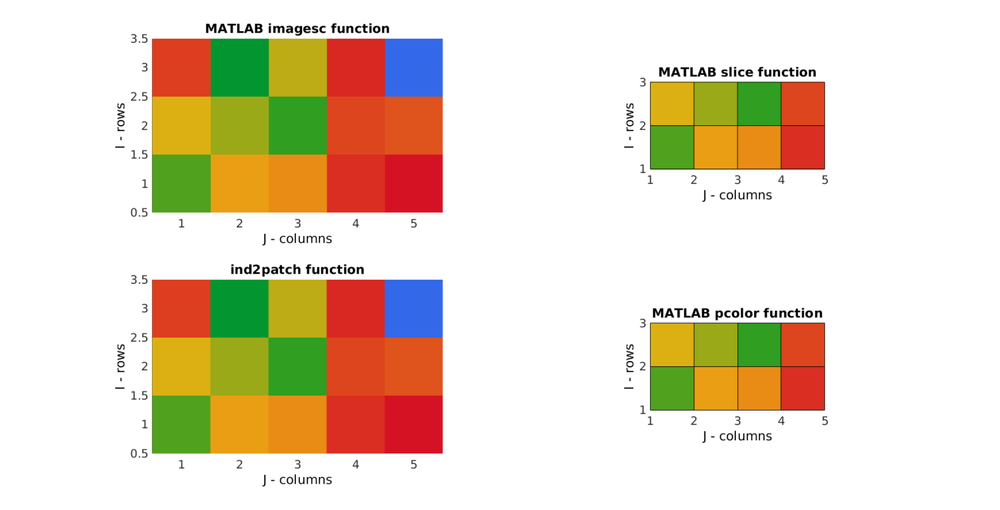 MATLAB imagesc function
3.5
3
2.5
2
1.5
1
0.5
I - rows
1 2 3 4 5
J - columns
MATLAB slice function
3
2
1
I - rows
1 2 3 4 5
J - columns
ind2patch function
3.5
3
2.5
2
1.5
1
0.5
I - rows
1 2 3 4 5
J - columns
MATLAB pcolor function
3
2
1
I - rows
1 2 3 4 5
J - columns